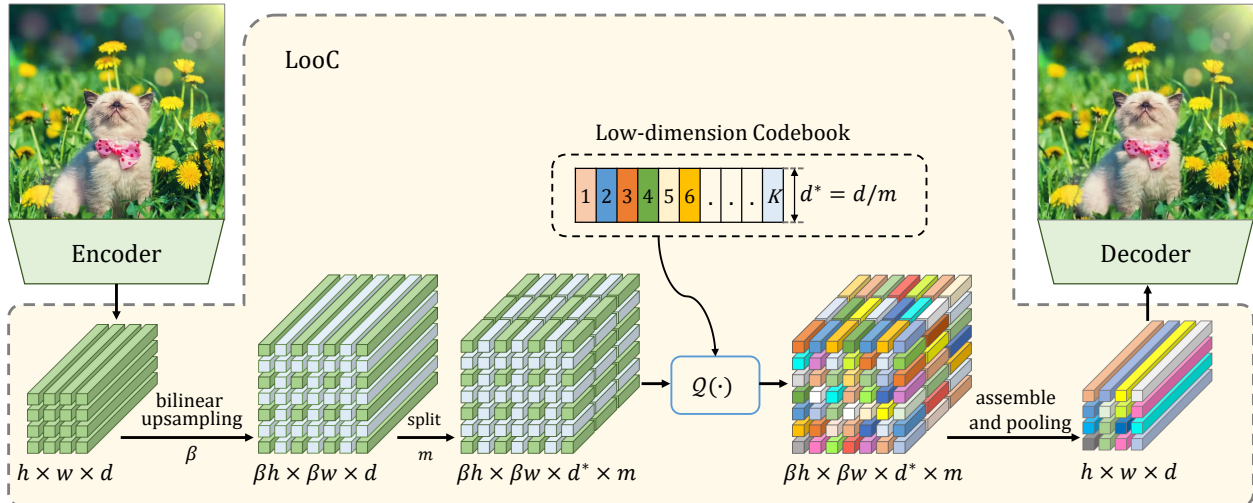 LooC
Low-dimension Codebook
1 2 3 4 5 6 . . . K
d* = d/m
Encoder
Decoder
Q(·)
bilinear
upsampling
β
split
m
assemble
and pooling
h × w × d
βh × βw × d
βh × βw × d* × m
βh × βw × d* × m
h × w × d